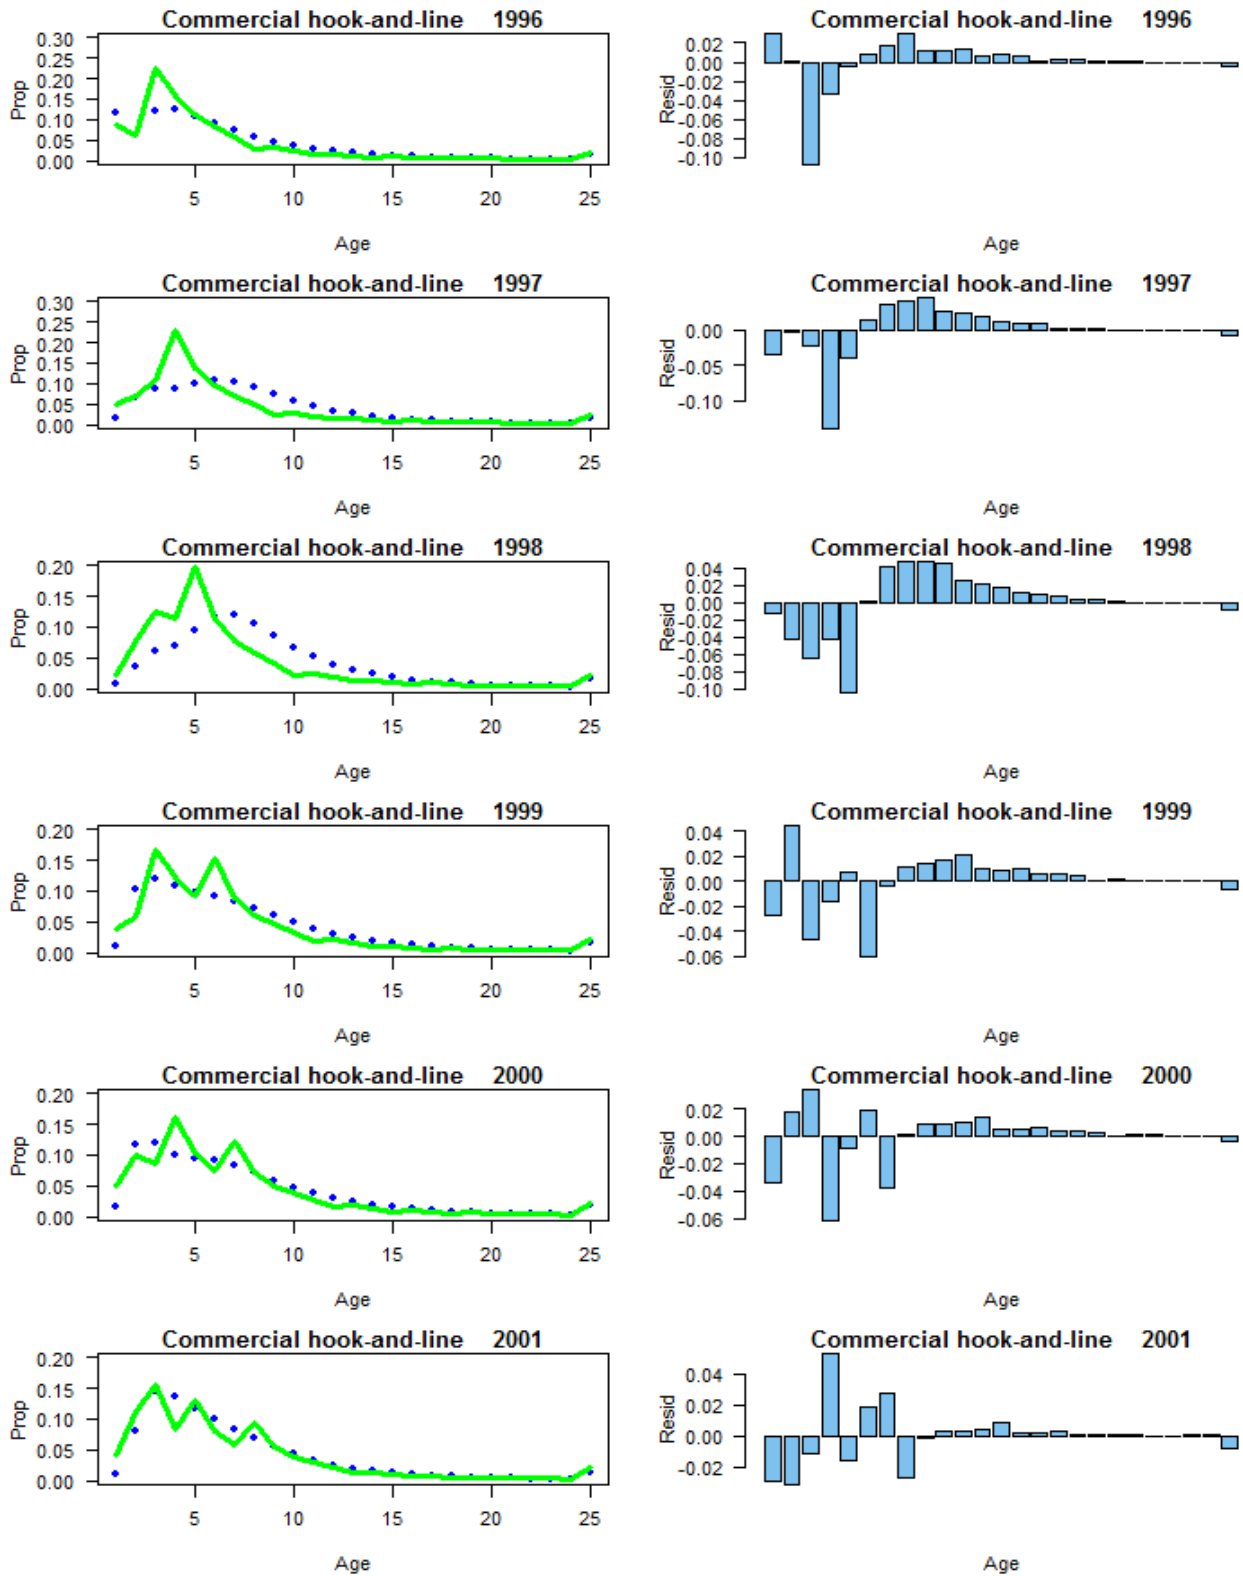 Commercial hook-and-line 1996
Prop
0.30
0.25
0.20
0.15
0.10
0.05
0.00
5 10 15 20 25
Age
Commercial hook-and-line 1996
Resid
0.02
0.00
-0.02
-0.04
-0.06
-0.08
-0.10
Age
Commercial hook-and-line 1997
Prop
0.30
0.25
0.20
0.15
0.10
0.05
0.00
5 10 15 20 25
Age
Commercial hook-and-line 1997
Resid
0.00
-0.05
-0.10
Age
Commercial hook-and-line 1998
Prop
0.20
0.15
0.10
0.05
0.00
5 10 15 20 25
Age
Commercial hook-and-line 1998
Resid
0.04
0.02
0.00
-0.02
-0.04
-0.06
-0.08
-0.10
Age
Commercial hook-and-line 1999
Prop
0.20
0.15
0.10
0.05
0.00
5 10 15 20 25
Age
Commercial hook-and-line 1999
Resid
0.04
0.02
0.00
-0.02
-0.04
-0.06
Age
Commercial hook-and-line 2000
Prop
0.20
0.15
0.10
0.05
0.00
5 10 15 20 25
Age
Commercial hook-and-line 2000
Resid
0.02
0.00
-0.02
-0.04
-0.06
Age
Commercial hook-and-line 2001
Prop
0.20
0.15
0.10
0.05
0.00
5 10 15 20 25
Age
Commercial hook-and-line 2001
Resid
0.04
0.02
0.00
-0.02
Age